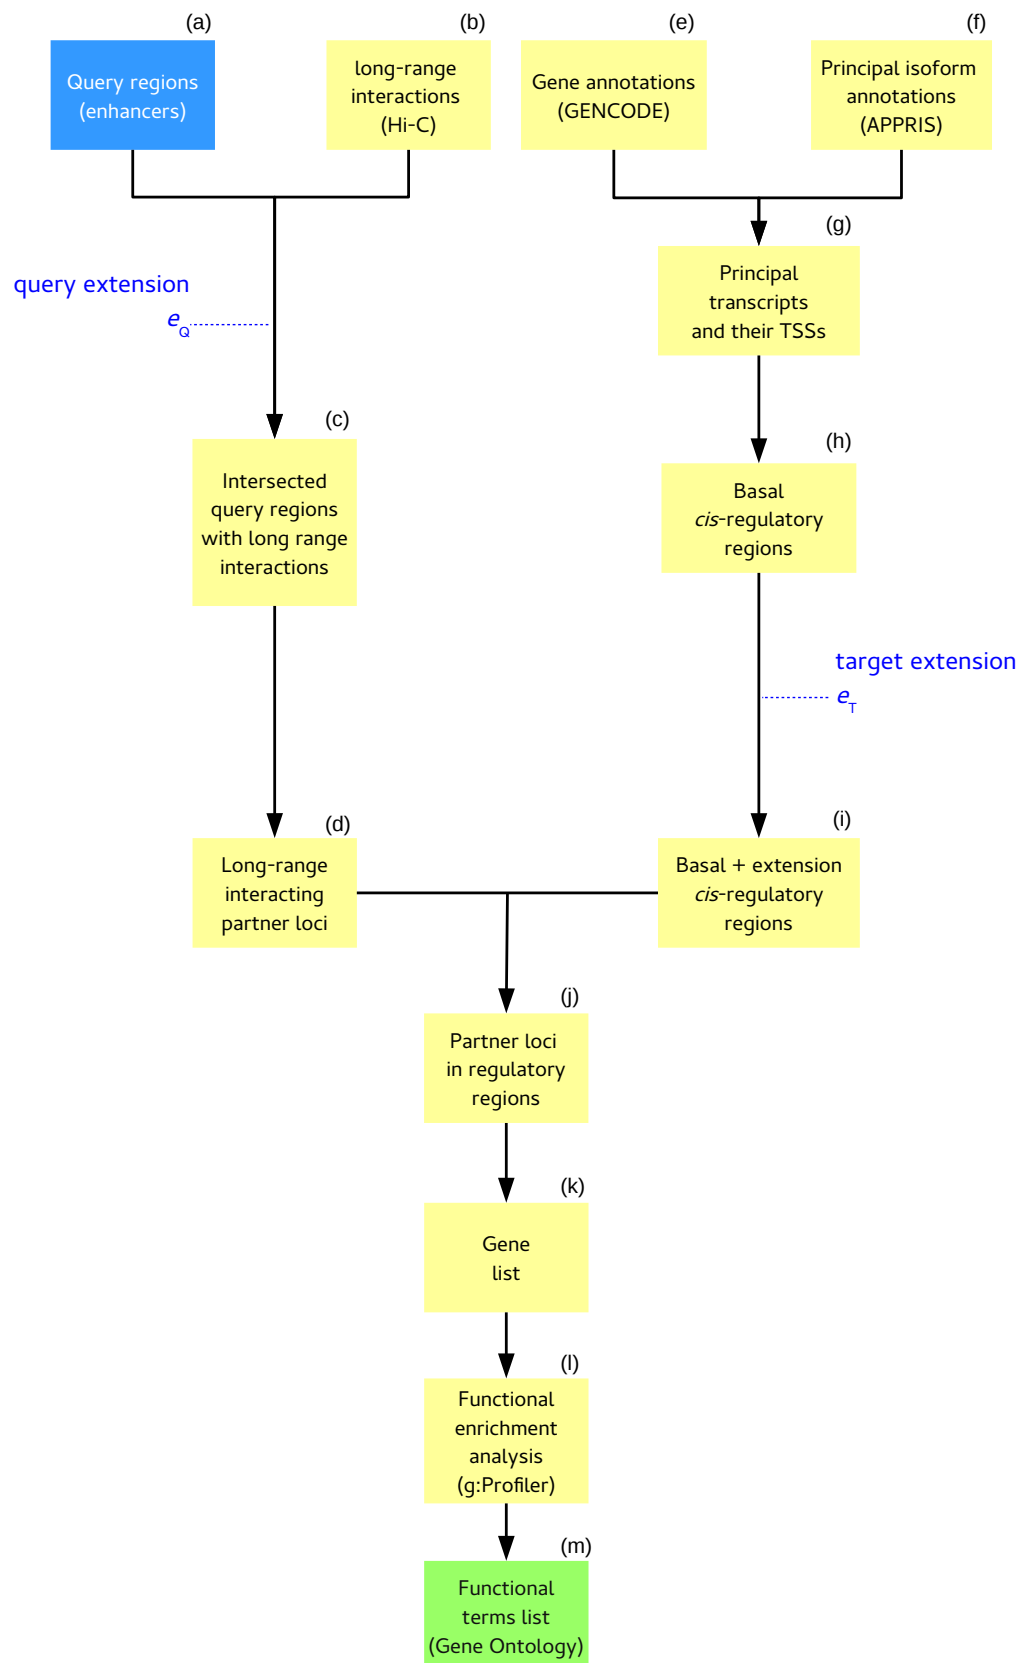 (a)
Query regions
(enhancers)
(b)
long-range
interactions
(Hi-C)
(e)
Gene annotations
(GENCODE)
(f)
Principal isoform
annotations
(APPRIS)
(g)
Principal
transcripts
and their TSSs
query extension
eQ
(c)
Intersected
query regions
with long range
interactions
(h)
Basal
cis-regulatory
regions
target extension
eT
(d)
Long-range
interacting
partner loci
(i)
Basal + extension
cis-regulatory
regions
(j)
Partner loci
in regulatory
regions
(k)
Gene
list
(l)
Functional
enrichment
analysis
(g:Profiler)
(m)
Functional
terms list
(Gene Ontology)